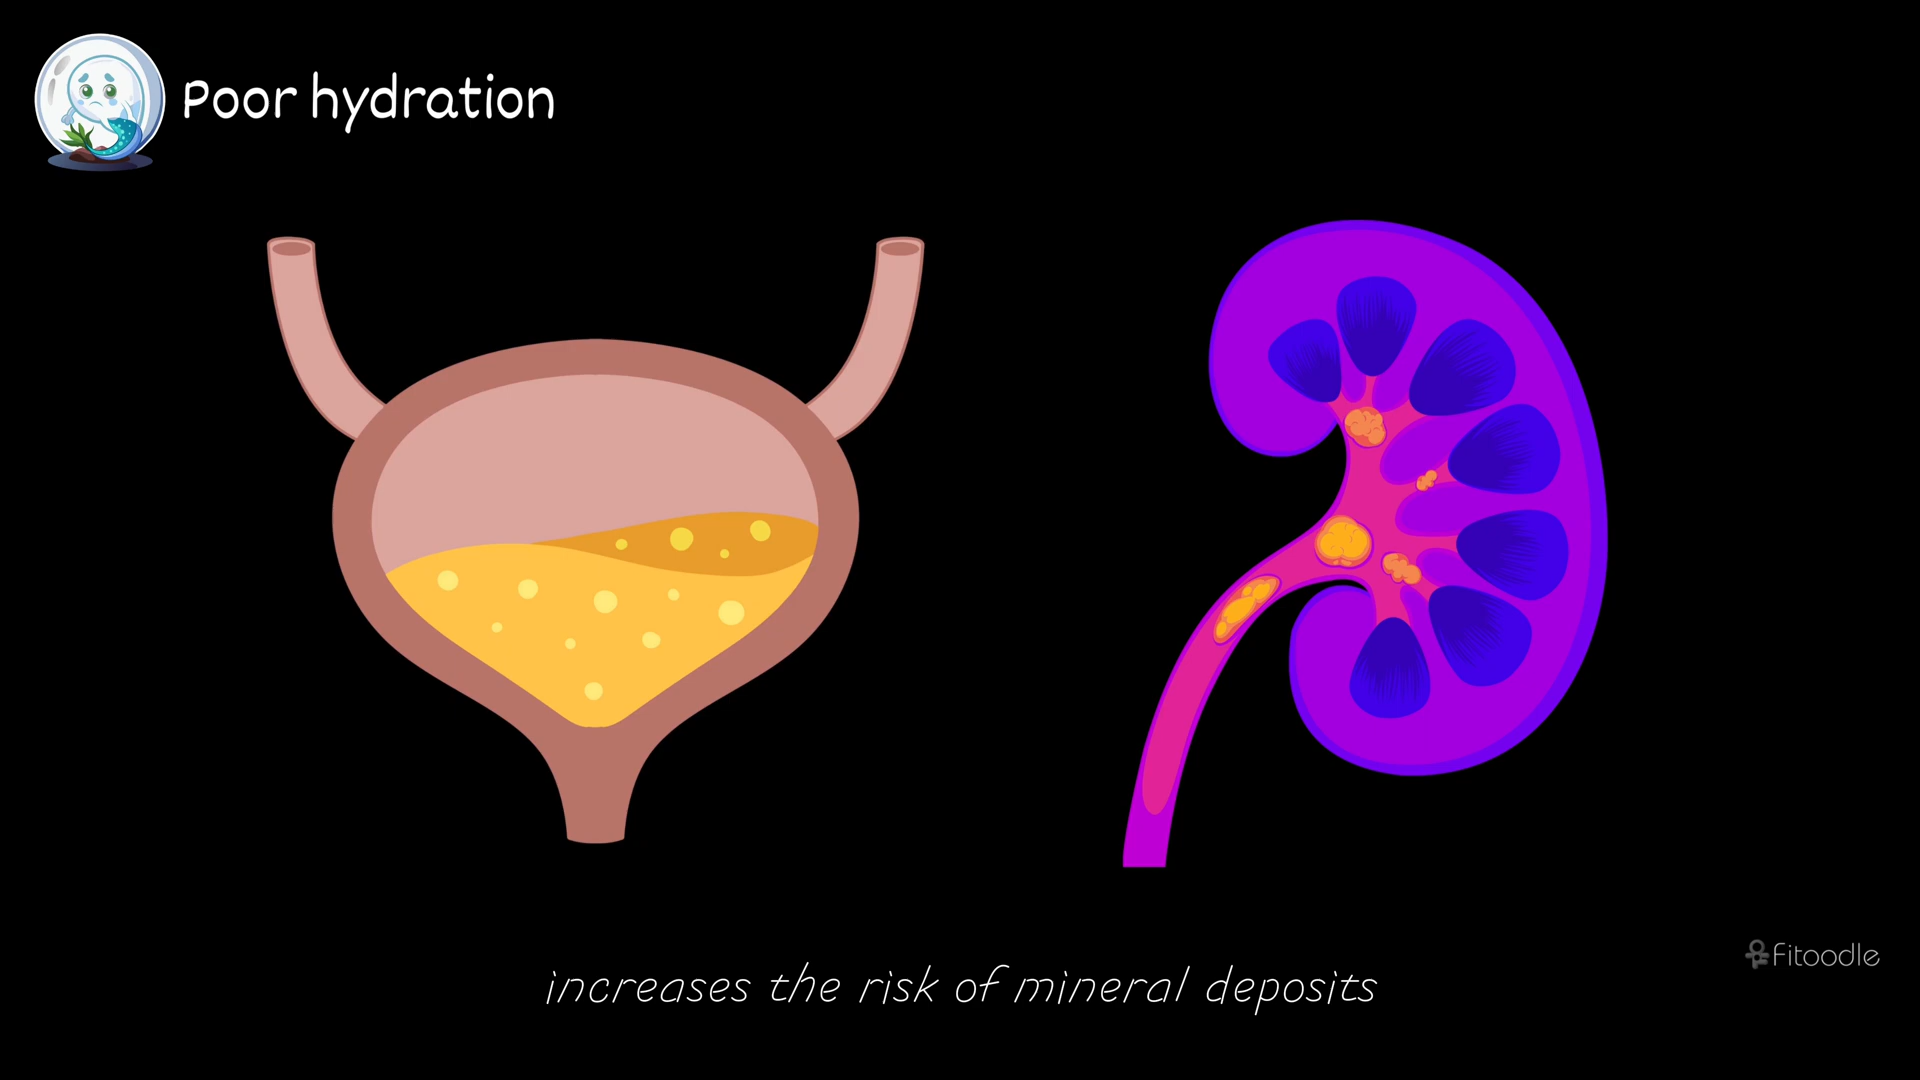 Poor hydration
Fitoodle
increases the risk of mineral deposits